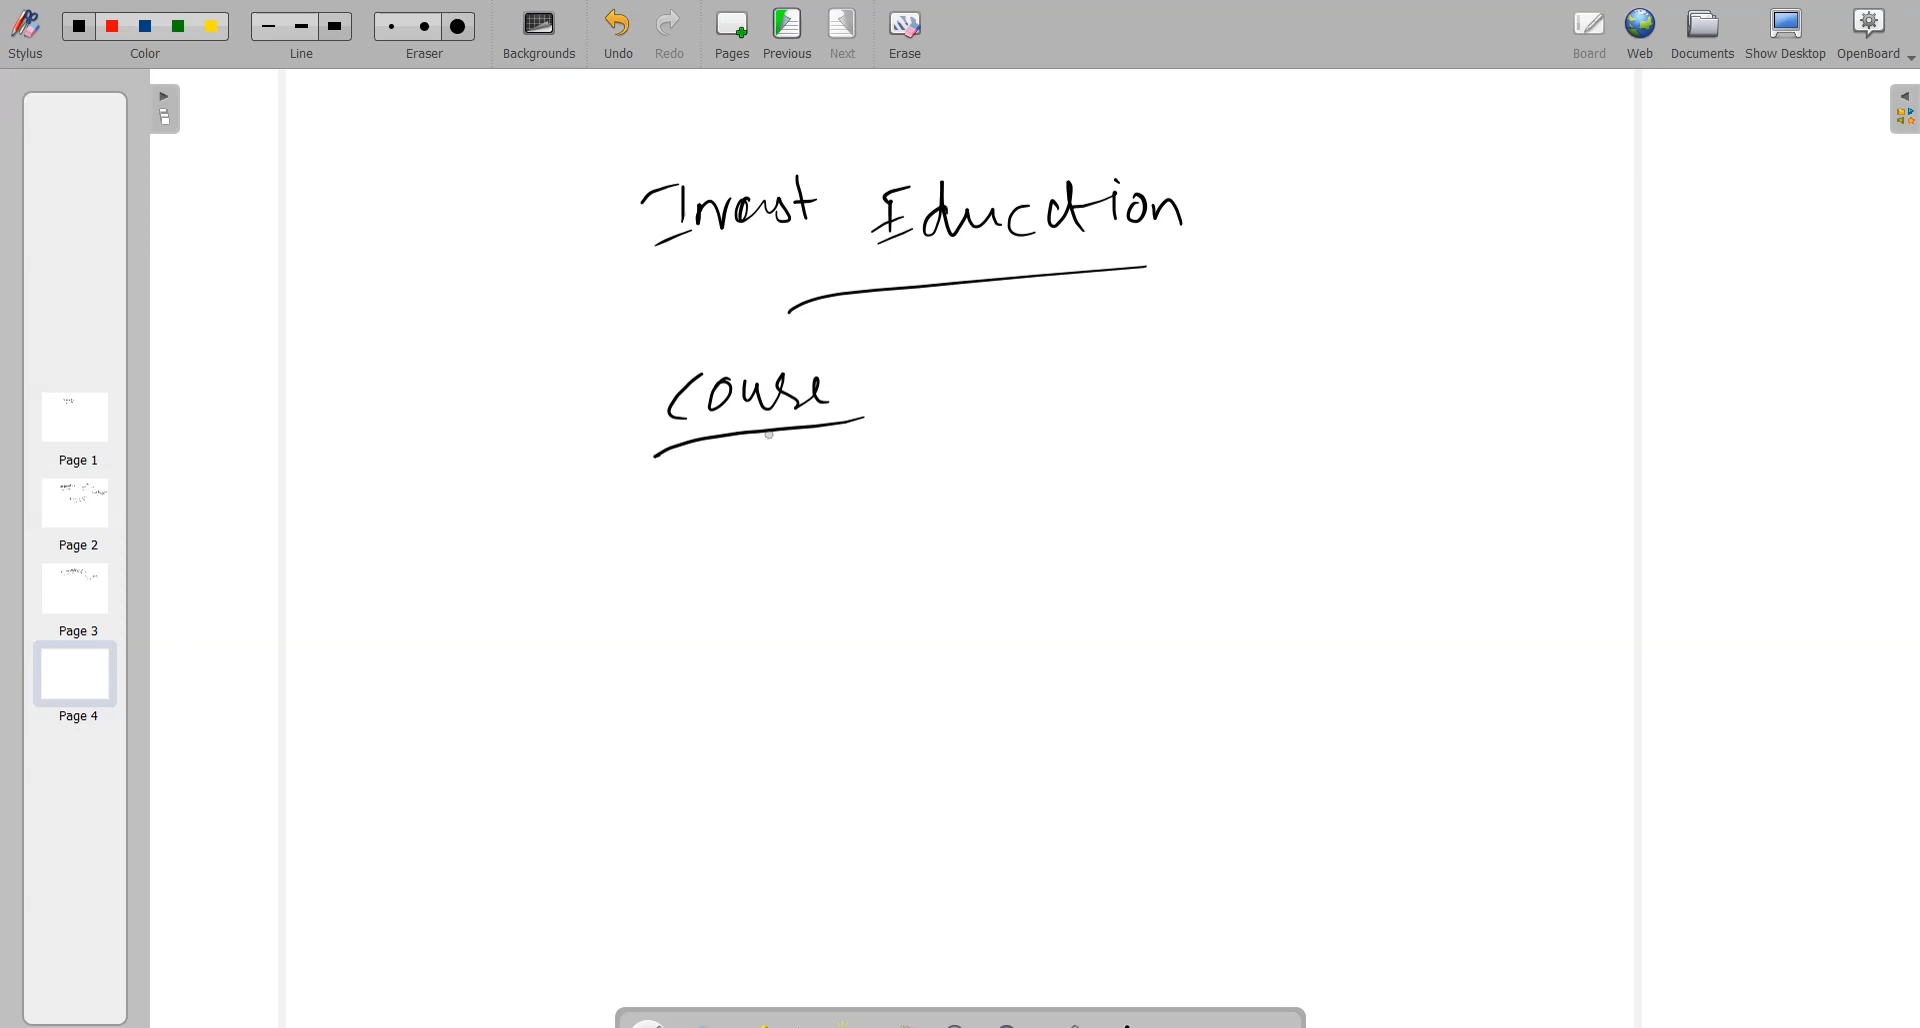 Stylus Color Line Eraser Backgrounds Undo Redo Pages Previous Next Erase Board Web Documents Show Desktop OpenBoard
Invest Education
Course
Page 1
Page 2
Page 3
Page 4